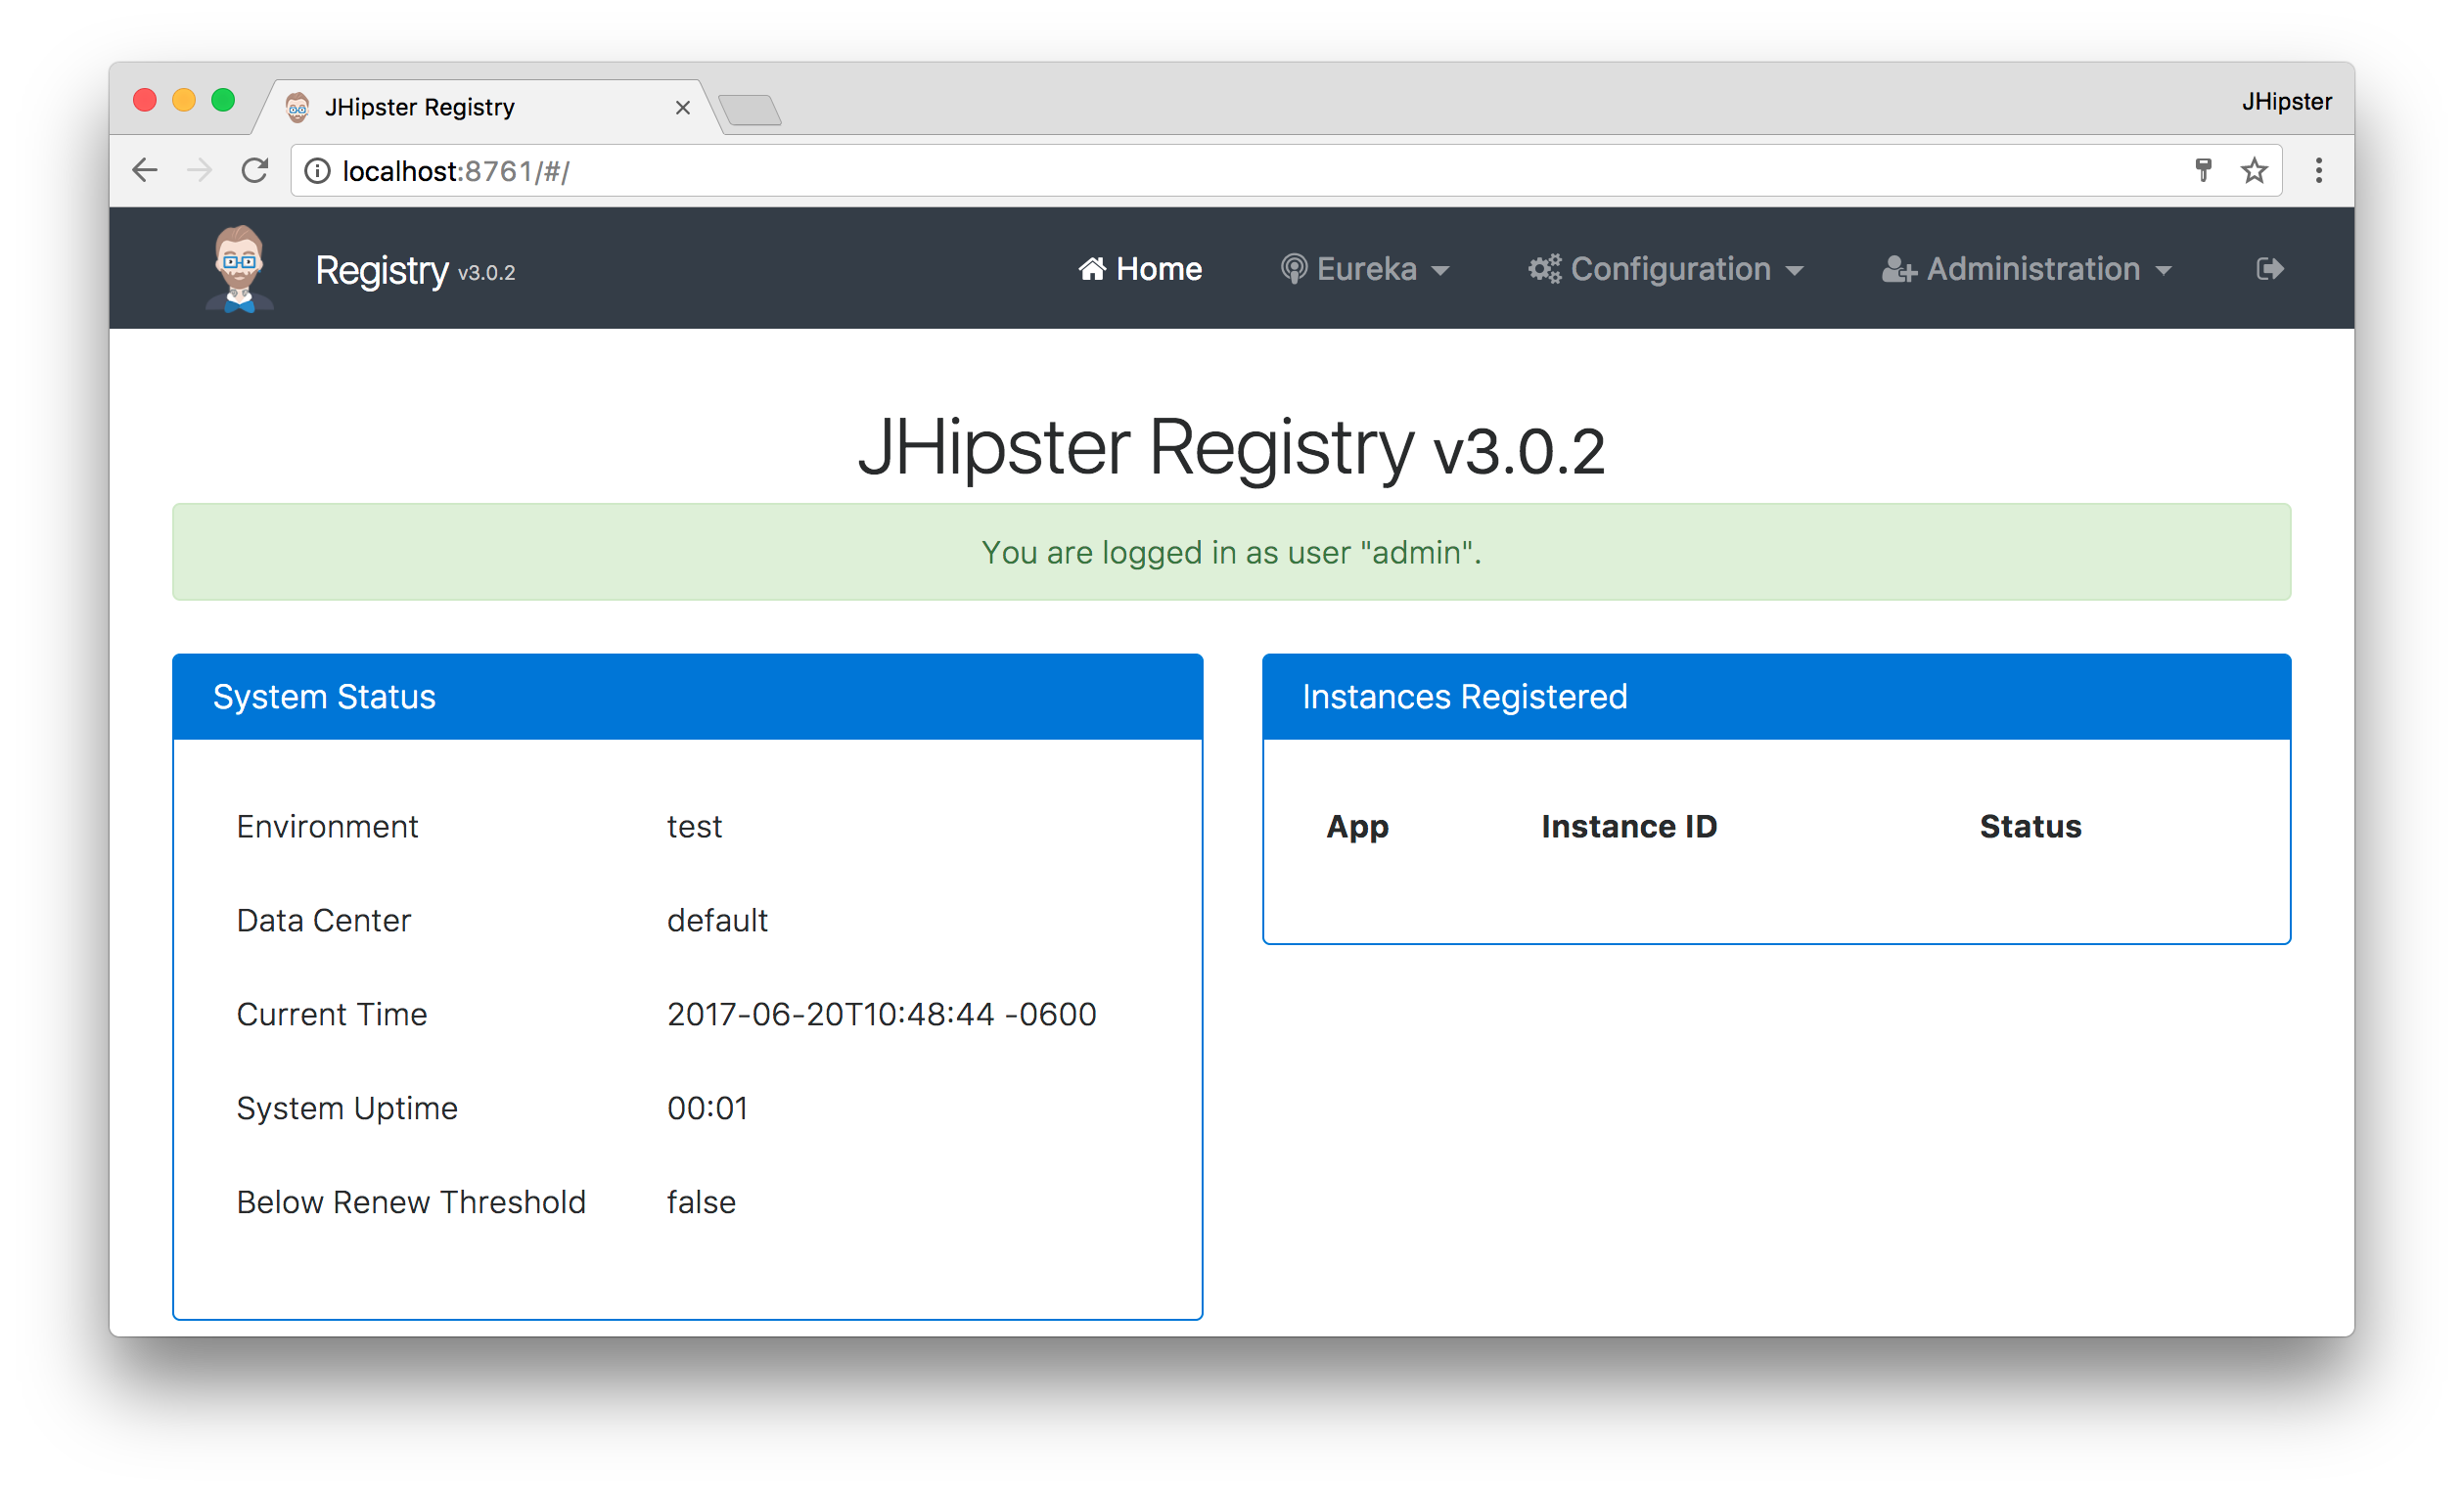 JHipster Registry
JHipster
localhost:8761/#/
Registry v3.0.2
Home
Eureka
Configuration
Administration
JHipster Registry v3.0.2
You are logged in as user "admin".
System Status
Environment test
Data Center default
Current Time 2017-06-20T10:48:44 -0600
System Uptime 00:01
Below Renew Threshold false
Instances Registered
App Instance ID Status